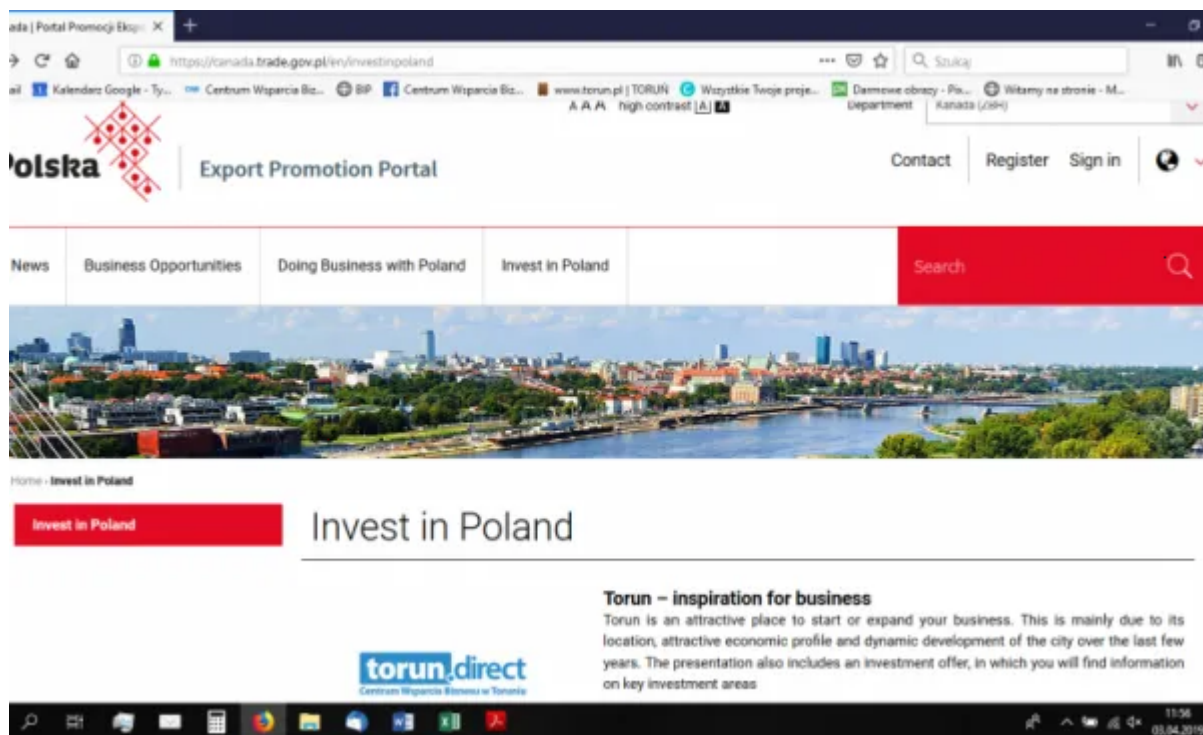 ada | Portal Promocji Eksp
https://canada.trade.gov.pl/en/investinpoland
Szukaj
ail Kalendarz Google - Ty... Centrum Wsparcia Biz... BIP Centrum Wsparcia Biz... www.torun.pl | TORUŃ Wszystkie Twoje proje... Darmowe obrazy - Pix... Witamy na stronie - M...
A A A high contrast A A Department Kanada (ZBH)
Polska Export Promotion Portal Contact Register Sign in
News Business Opportunities Doing Business with Poland Invest in Poland Search
Home › Invest in Poland
Invest in Poland
Invest in Poland
Torun – inspiration for business
Torun is an attractive place to start or expand your business. This is mainly due to its
location, attractive economic profile and dynamic development of the city over the last few
years. The presentation also includes an investment offer, in which you will find information
on key investment areas
torun.direct
Centrum Wsparcia Biznesu w Toruniu
11:56
03.04.2019